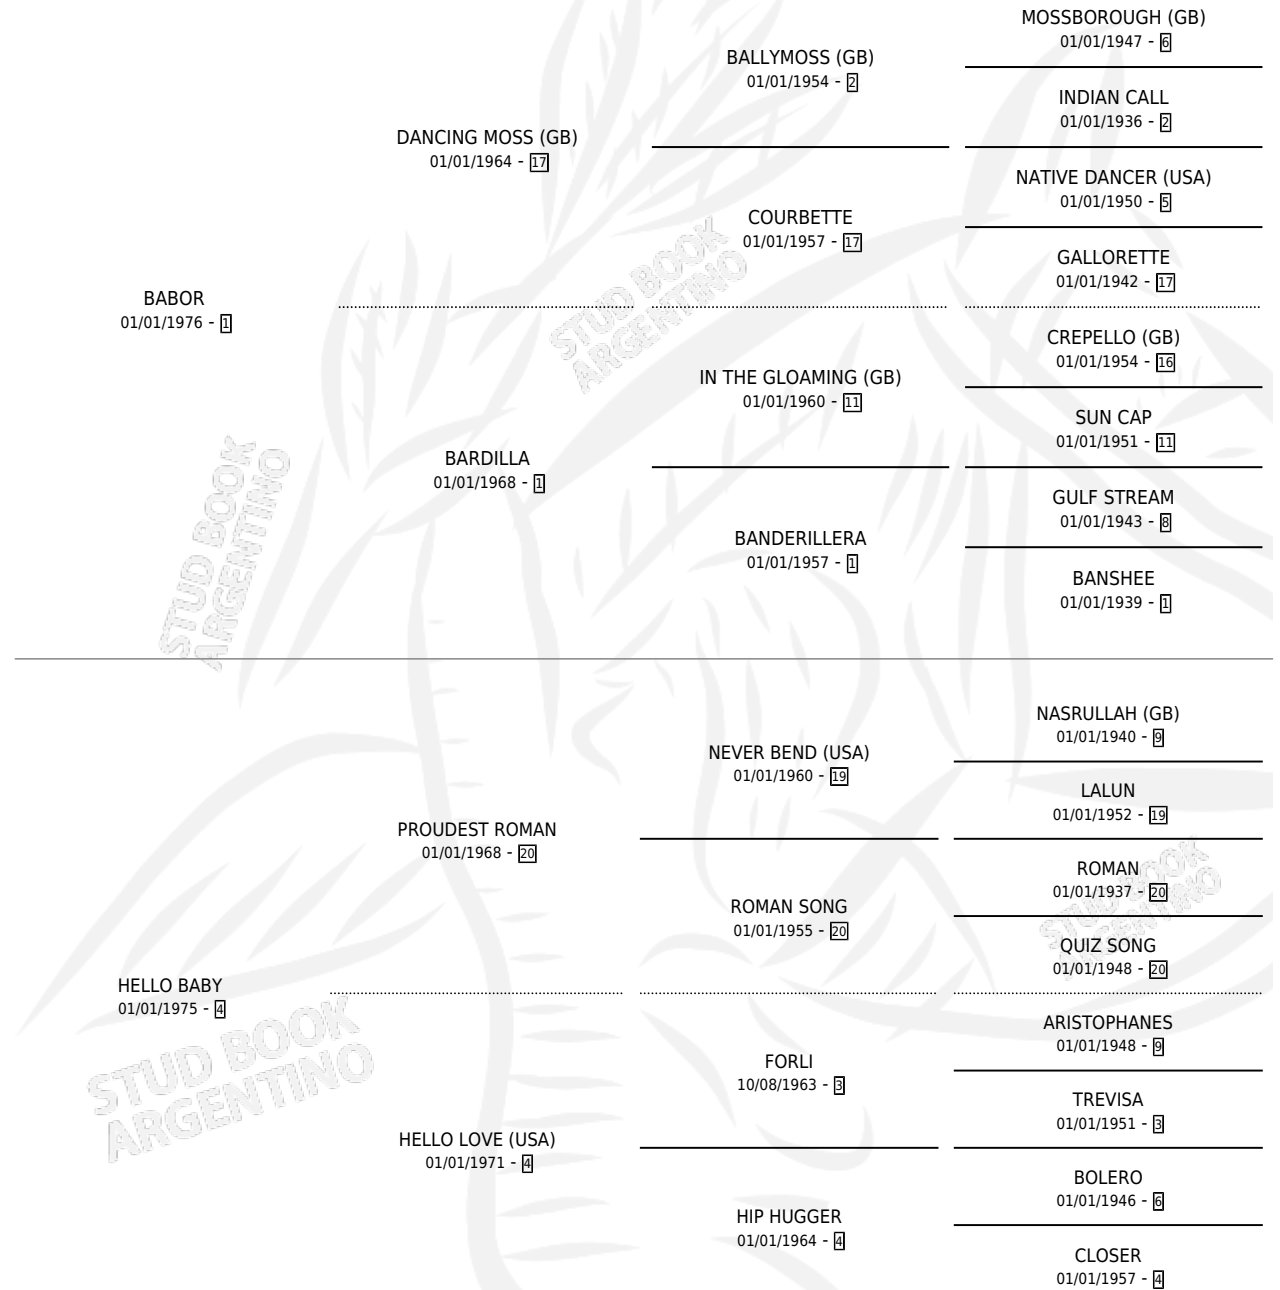 MOSSBOROUGH (GB)
01/01/1947 - 6
BALLYMOSS (GB)
01/01/1954 - 2
INDIAN CALL
01/01/1936 - 2
DANCING MOSS (GB)
01/01/1964 - 17
NATIVE DANCER (USA)
01/01/1950 - 5
COURBETTE
01/01/1957 - 17
GALLORETTE
01/01/1942 - 17
BABOR
01/01/1976 - 1
CREPELLO (GB)
01/01/1954 - 16
IN THE GLOAMING (GB)
01/01/1960 - 11
SUN CAP
01/01/1951 - 11
BARDILLA
01/01/1968 - 1
GULF STREAM
01/01/1943 - 8
BANDERILLERA
01/01/1957 - 1
BANSHEE
01/01/1939 - 1
STUD BOOK
ARGENTINO
STUD BOOK
ARGENTINO
NASRULLAH (GB)
01/01/1940 - 9
NEVER BEND (USA)
01/01/1960 - 19
LALUN
01/01/1952 - 19
PROUDEST ROMAN
01/01/1968 - 20
ROMAN
01/01/1937 - 20
ROMAN SONG
01/01/1955 - 20
QUIZ SONG
01/01/1948 - 20
HELLO BABY
01/01/1975 - 4
ARISTOPHANES
01/01/1948 - 9
FORLI
10/08/1963 - 3
TREVISA
01/01/1951 - 3
HELLO LOVE (USA)
01/01/1971 - 4
BOLERO
01/01/1946 - 6
HIP HUGGER
01/01/1964 - 4
CLOSER
01/01/1957 - 4
STUD BOOK
ARGENTINO
STUD BOOK
ARGENTINO